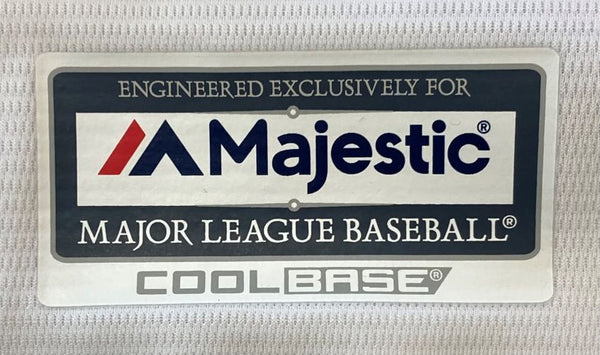 ENGINEERED EXCLUSIVELY FOR
Majestic®
MAJOR LEAGUE BASEBALL®
COOLBASE®